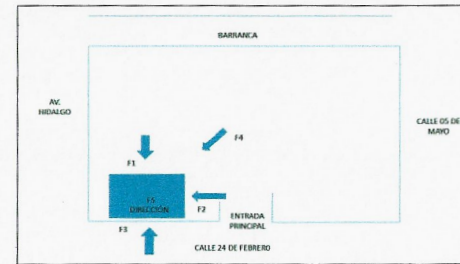 BARRANCA
AV.
HIDALGO
CALLE 05 DE
MAYO
F4
F1
DIRECCIÓN
F2
ENTRADA
PRINCIPAL
F3
CALLE 24 DE FEBRERO